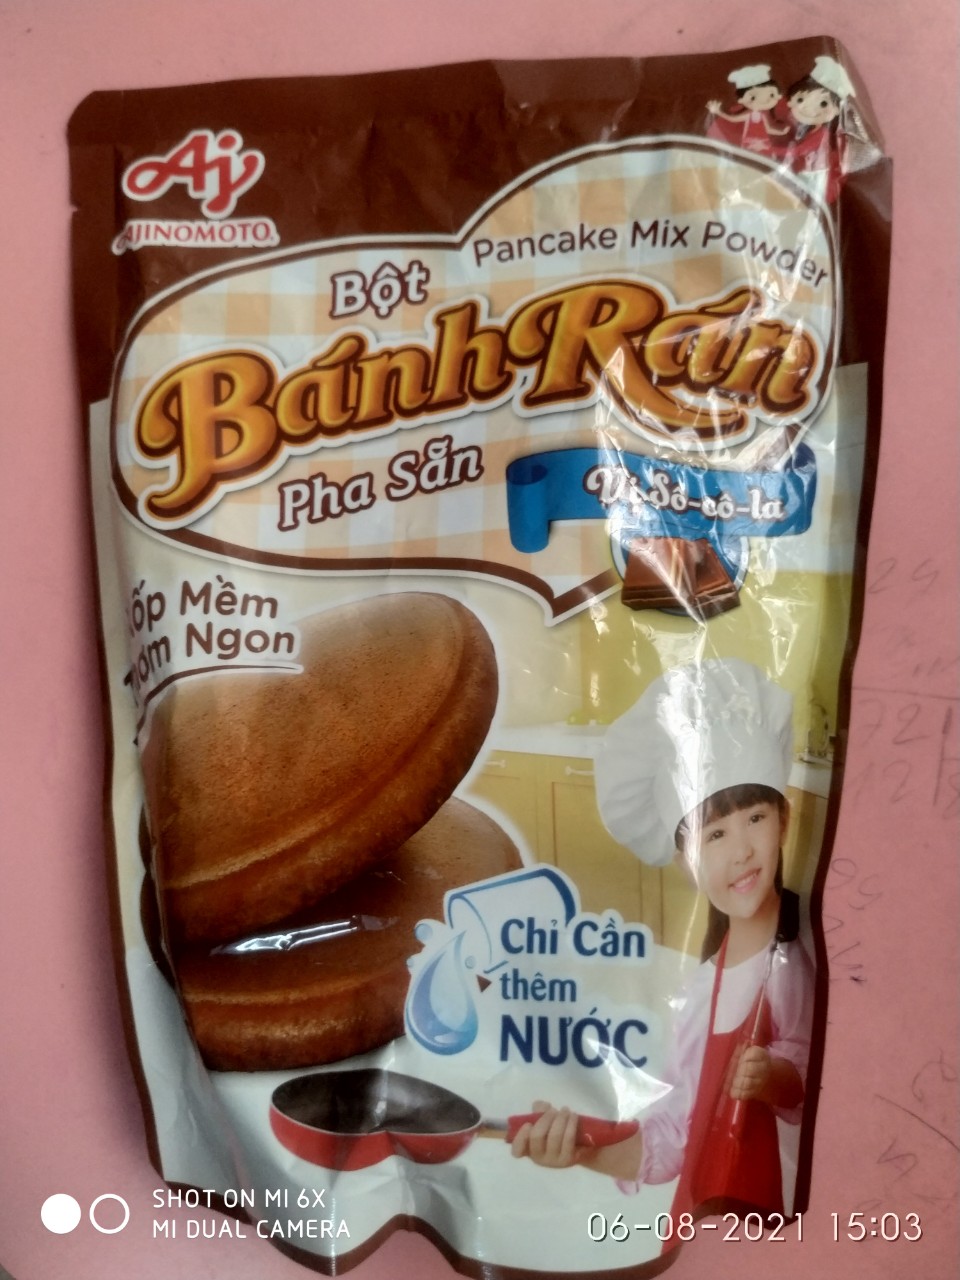 Aj
AJINOMOTO
Pancake Mix Powder
Bột
Bánh Rán
Pha Sẵn
Vị Sô-cô-la
Mềm
Ngon
Chỉ Cần
thêm
NƯỚC
SHOT ON MI 6X
MI DUAL CAMERA
06-08-2021 15:03